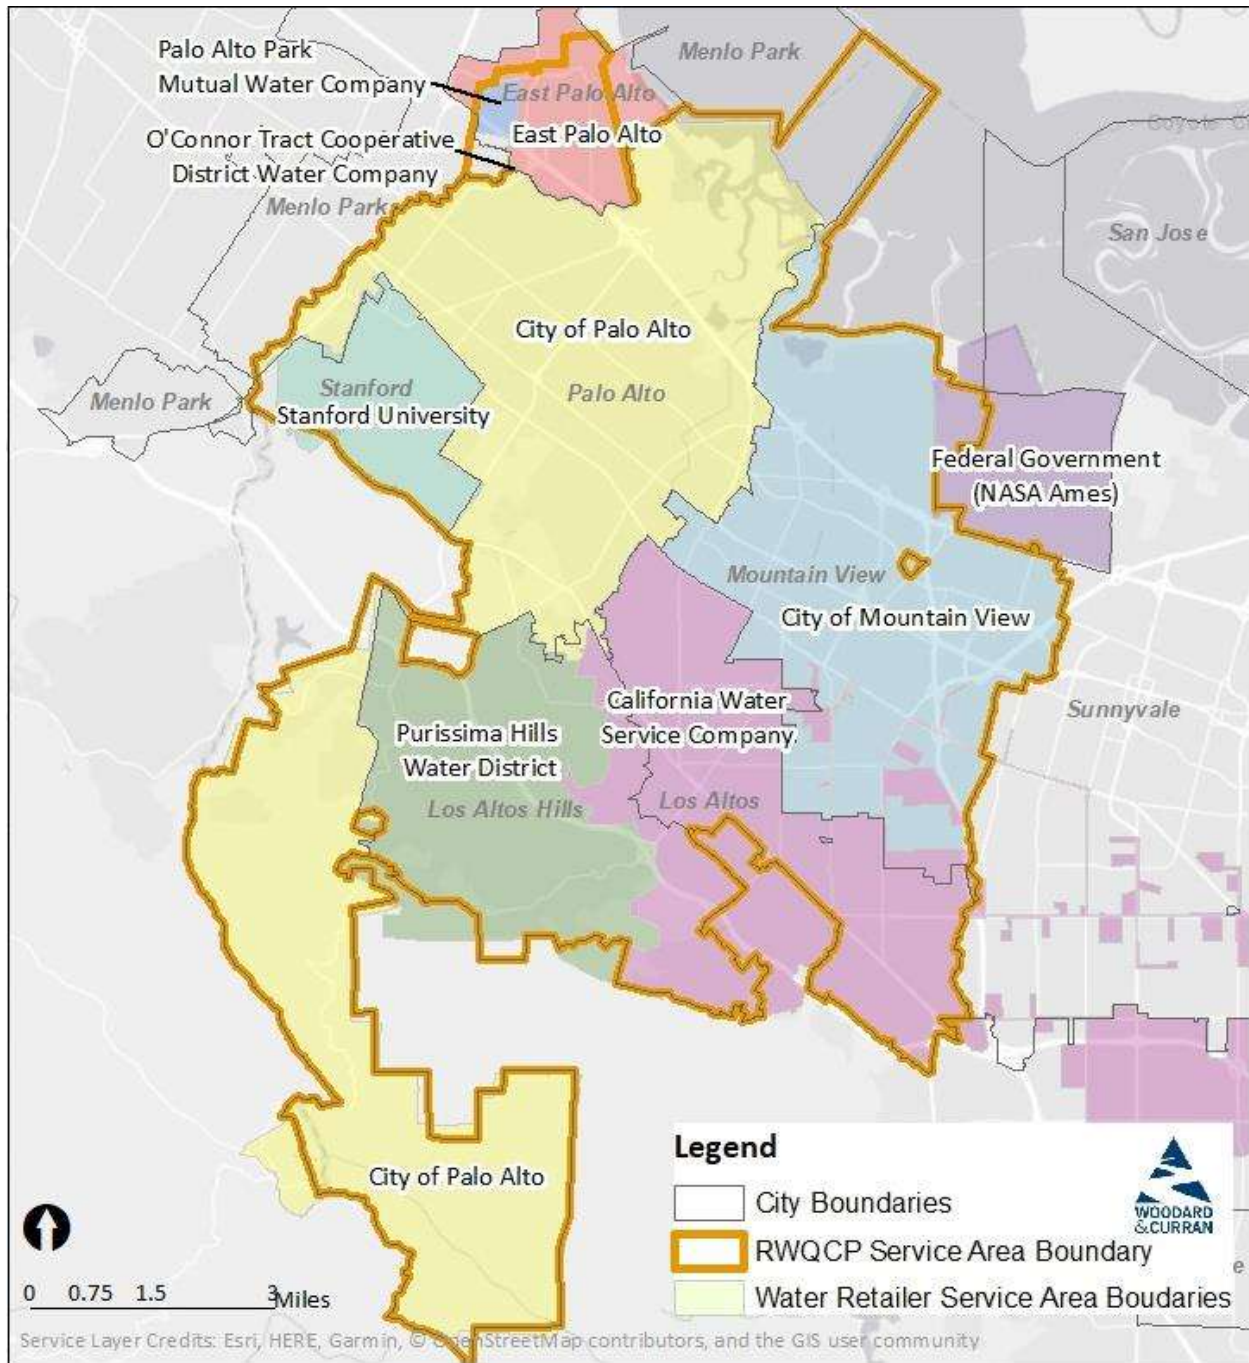 Palo Alto Park
Mutual Water Company
Menlo Park
East Palo Alto
East Palo Alto
O'Connor Tract Cooperative
District Water Company
Menlo Park
San Jose
City of Palo Alto
Palo Alto
Stanford
Stanford University
Menlo Park
Federal Government
(NASA Ames)
Mountain View
City of Mountain View
Sunnyvale
California Water
Service Company
Purissima Hills
Water District
Los Altos Hills
Los Altos
City of Palo Alto
Legend
City Boundaries
RWQCP Service Area Boundary
Water Retailer Service Area Boudaries
WOODARD
&CURRAN
0 0.75 1.5 3 Miles
Service Layer Credits: Esri, HERE, Garmin, © OpenStreetMap contributors, and the GIS user community